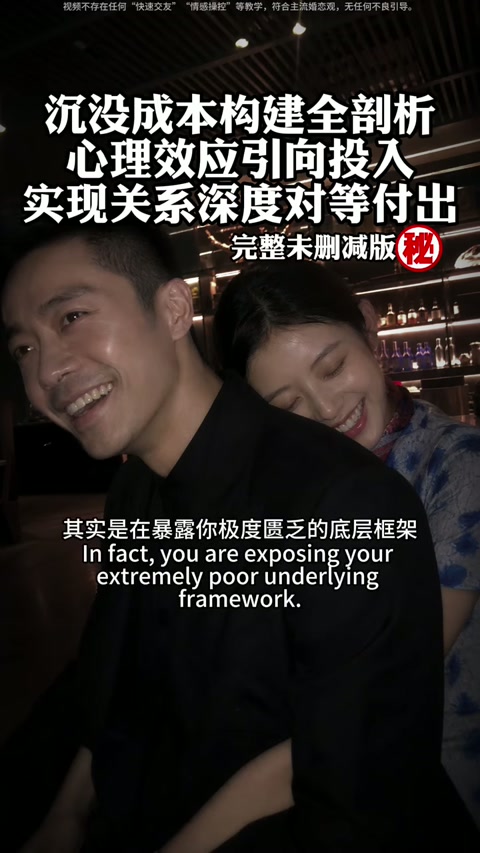 视频不存在任何“快速交友”“情感操控”等教学，符合主流婚恋观，无任何不良引导。
沉没成本构建全剖析
心理效应引向投入
实现关系深度对等付出
完整未删减版 秘
其实是在暴露你极度匮乏的底层框架
In fact, you are exposing your
extremely poor underlying
framework.